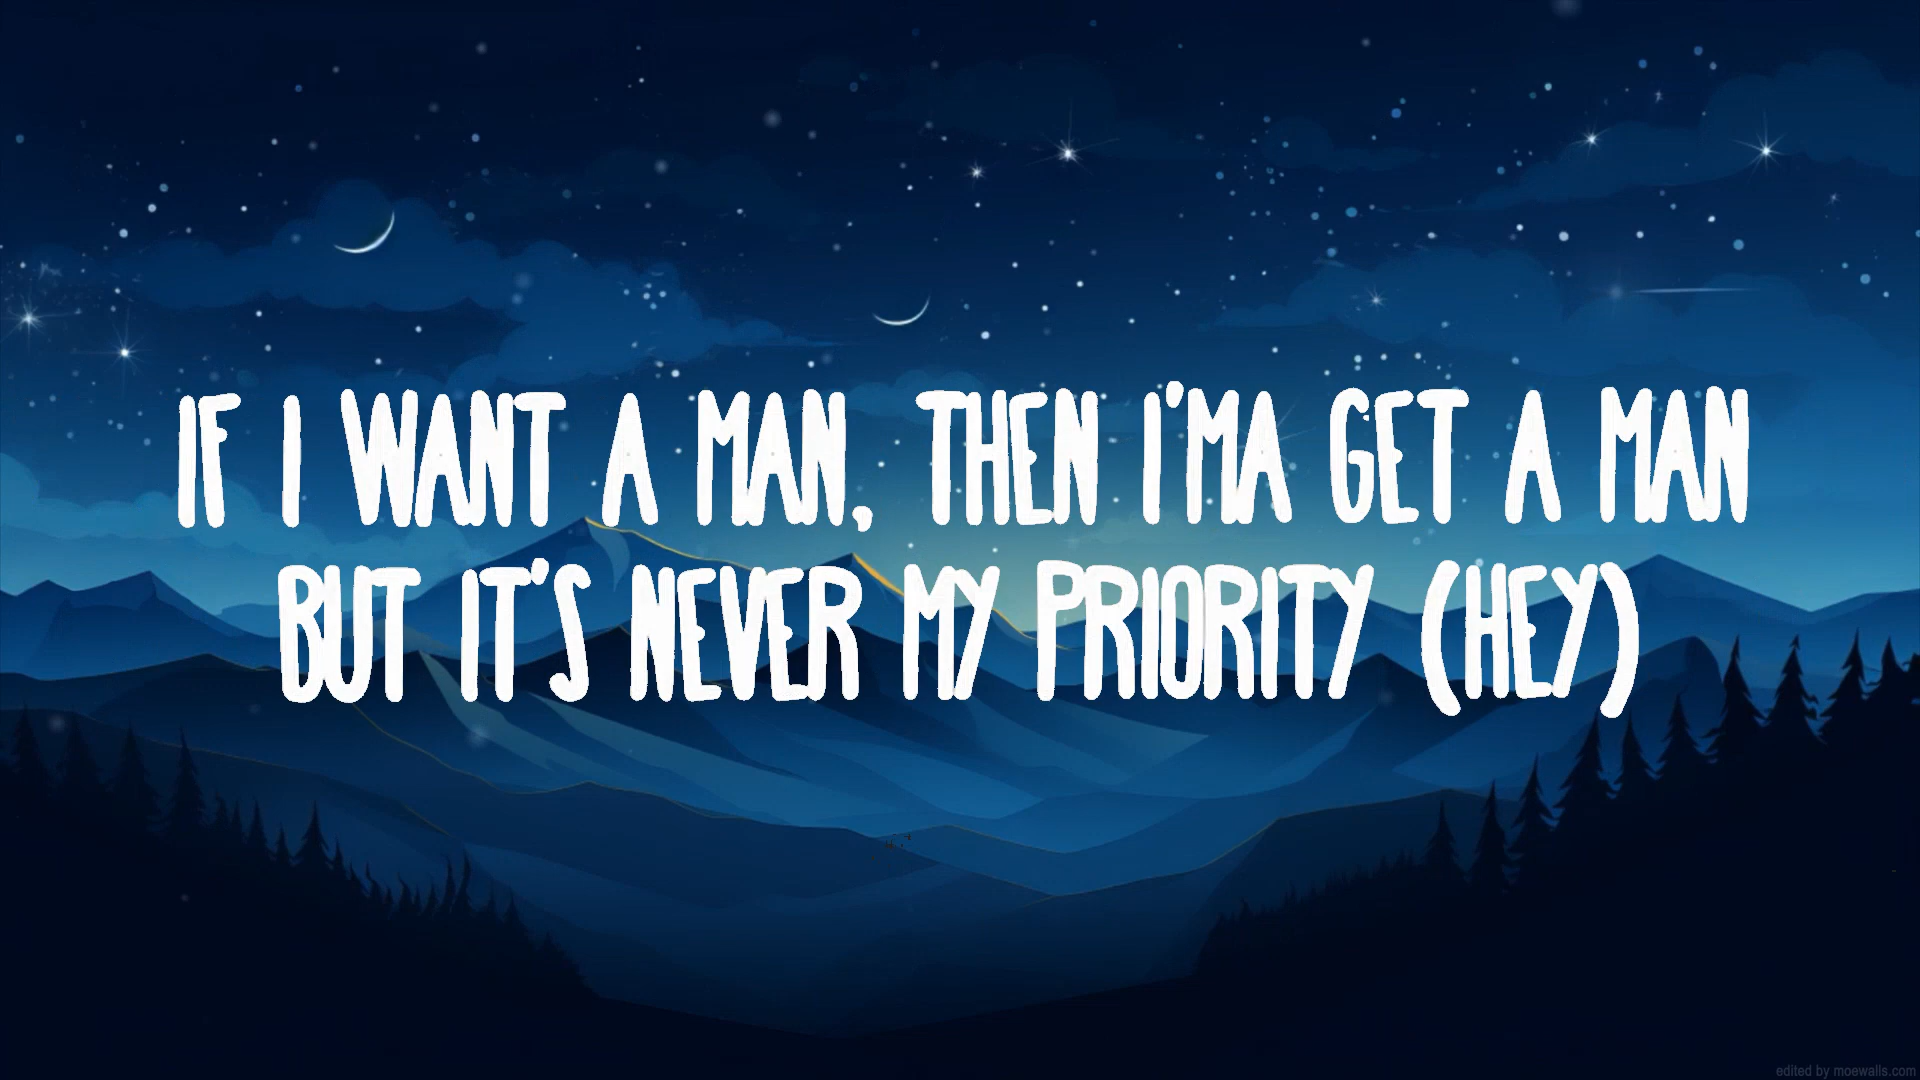 IF I WANT A MAN, THEN I'MA GET A MAN
BUT IT'S NEVER MY PRIORITY (HEY)
edited by moewalls.com